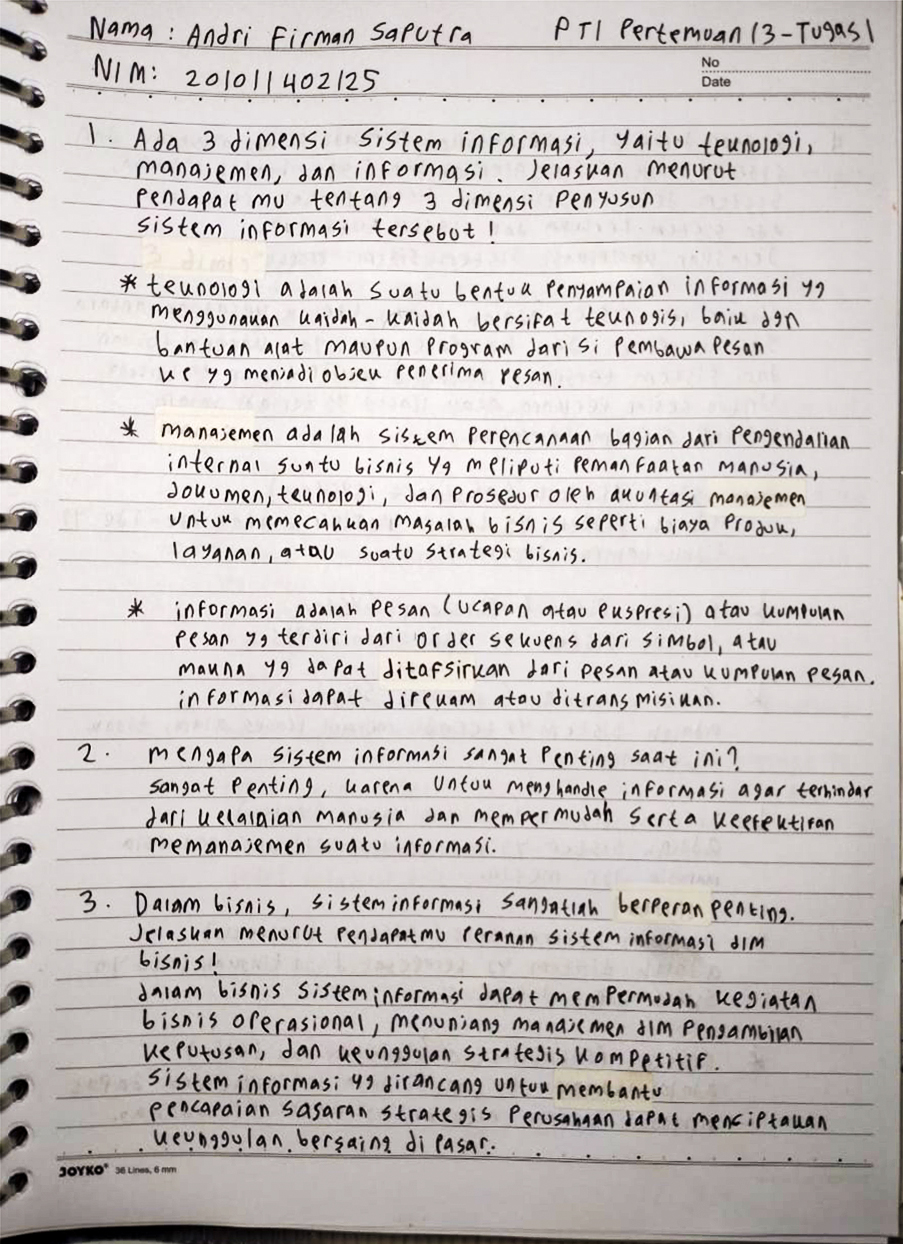 Nama : Andri Firman Saputra PTI Pertemuan 13 - Tugas 1
NIM: 201011402125
No
Date
1. Ada 3 dimensi sistem informasi, yaitu teknologi,
manajemen, dan informasi. Jelaskan menurut
pendapat mu tentang 3 dimensi penyusun
sistem informasi tersebut!
* teknologi adalah suatu bentuk penyampaian informasi yg
menggunakan kaidah - kaidah bersifat teknogis, baik dgn
bantuan alat maupun program dari si pembawa pesan
ke yg menjadi objek penerima pesan.
* manajemen adalah sistem perencanaan bagian dari pengendalian
internal suatu bisnis yg meliputi pemanfaatan manusia,
dokumen, teknologi, dan prosedur oleh akuntasi manajemen
untuk memecahkan masalah bisnis seperti biaya produk,
layanan, atau suatu strategi bisnis.
* informasi adalah pesan (ucapan atau ekspresi) atau kumpulan
pesan yg terdiri dari order sekuens dari simbol, atau
makna yg dapat ditafsirkan dari pesan atau kumpulan pesan.
informasi dapat direkam atau ditransmisikan.
2. mengapa sistem informasi sangat penting saat ini?
sangat penting, karena untuk menghandle informasi agar terhindar
dari kelalaian manusia dan mempermudah serta keefektifan
memanajemen suatu informasi.
3. Dalam bisnis, sistem informasi sangatlah berperan penting.
Jelaskan menurut pendapatmu peranan sistem informasi dlm
bisnis!
dalam bisnis sistem informasi dapat mempermudah kegiatan
bisnis operasional, menunjang manajemen dlm pengambilan
keputusan, dan keunggulan strategis kompetitif.
sistem informasi yg dirancang untuk membantu
pencapaian sasaran strategis perusahaan dapat menciptakan
keunggulan bersaing di pasar.
JOYKO 36 Lines, 6 mm